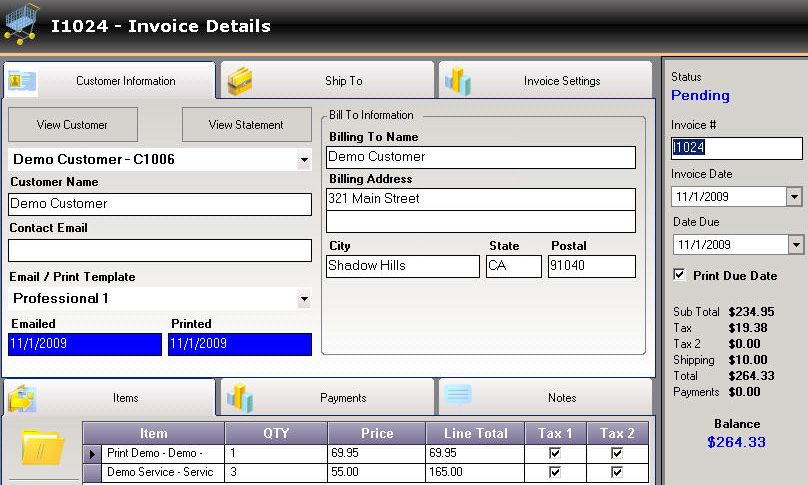 I1024 - Invoice Details
Customer Information
Ship To
Invoice Settings
View Customer
View Statement
Demo Customer - C1006
Customer Name
Demo Customer
Contact Email
Email / Print Template
Professional 1
Emailed
Printed
11/1/2009
11/1/2009
Bill To Information
Billing To Name
Demo Customer
Billing Address
321 Main Street
City
State
Postal
Shadow Hills
CA
91040
Status
Pending
Invoice #
I1024
Invoice Date
11/1/2009
Date Due
11/1/2009
Print Due Date
Sub Total $234.95
Tax $19.38
Tax 2 $0.00
Shipping $10.00
Total $264.33
Payments $0.00
Balance
$264.33
Items
Payments
Notes
Item QTY Price Line Total Tax 1 Tax 2
Print Demo - Demo - 1 69.95 69.95
Demo Service - Servic 3 55.00 165.00